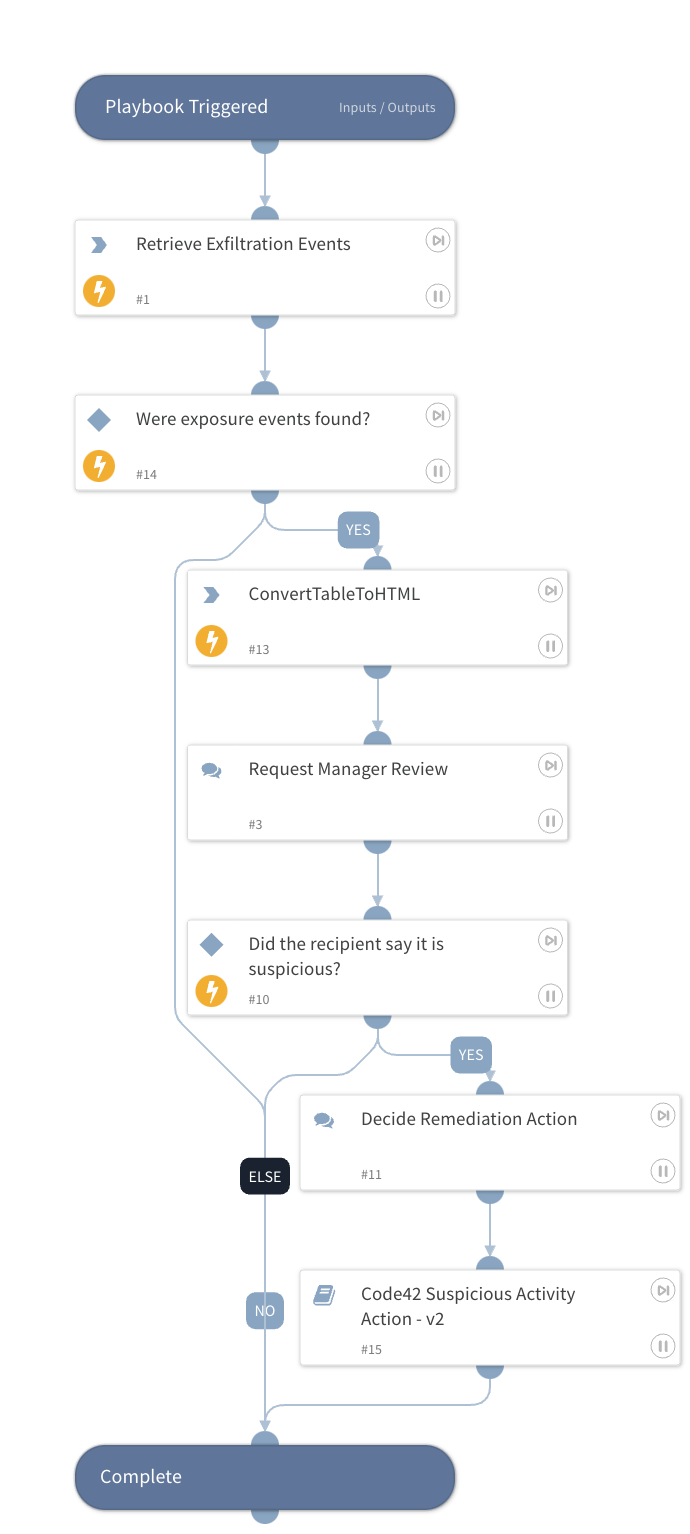 Playbook Triggered
Inputs / Outputs
Retrieve Exfiltration Events
#1
Were exposure events found?
#14
YES
ConvertTableToHTML
#13
Request Manager Review
#3
Did the recipient say it is
suspicious?
#10
YES
Decide Remediation Action
#11
ELSE
Code42 Suspicious Activity
Action - v2
#15
NO
Complete